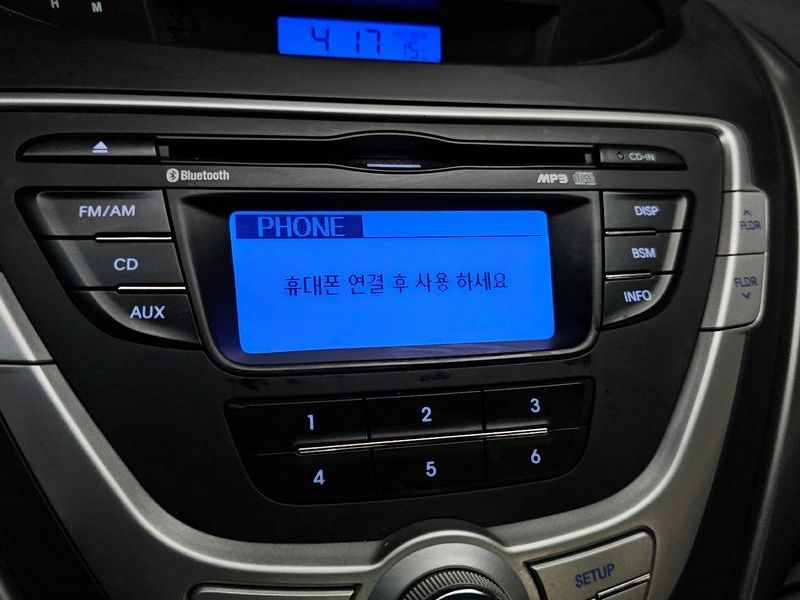 H M
4:17 15
Bluetooth
MP3
CD-IN
FM/AM
CD
AUX
PHONE
휴대폰 연결 후 사용 하세요
DISP
BSM
INFO
FLDR
FLDR
1 2 3
4 5 6
SETUP